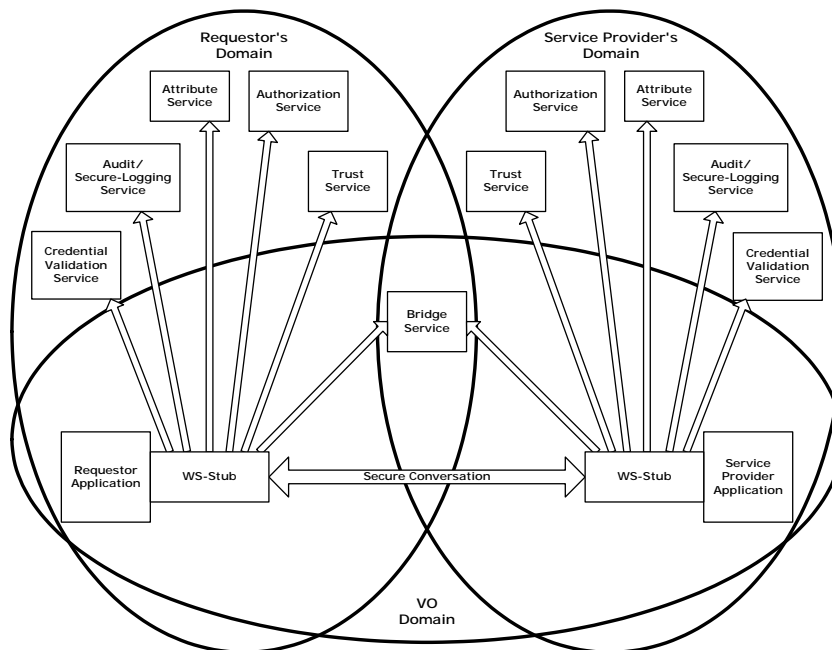 Requestor's
Domain
Service Provider's
Domain
Attribute
Service
Authorization
Service
Authorization
Service
Attribute
Service
Audit/
Secure-Logging
Service
Trust
Service
Trust
Service
Audit/
Secure-Logging
Service
Credential
Validation
Service
Credential
Validation
Service
Bridge
Service
Requestor
Application
WS-Stub
Secure Conversation
WS-Stub
Service
Provider
Application
VO
Domain